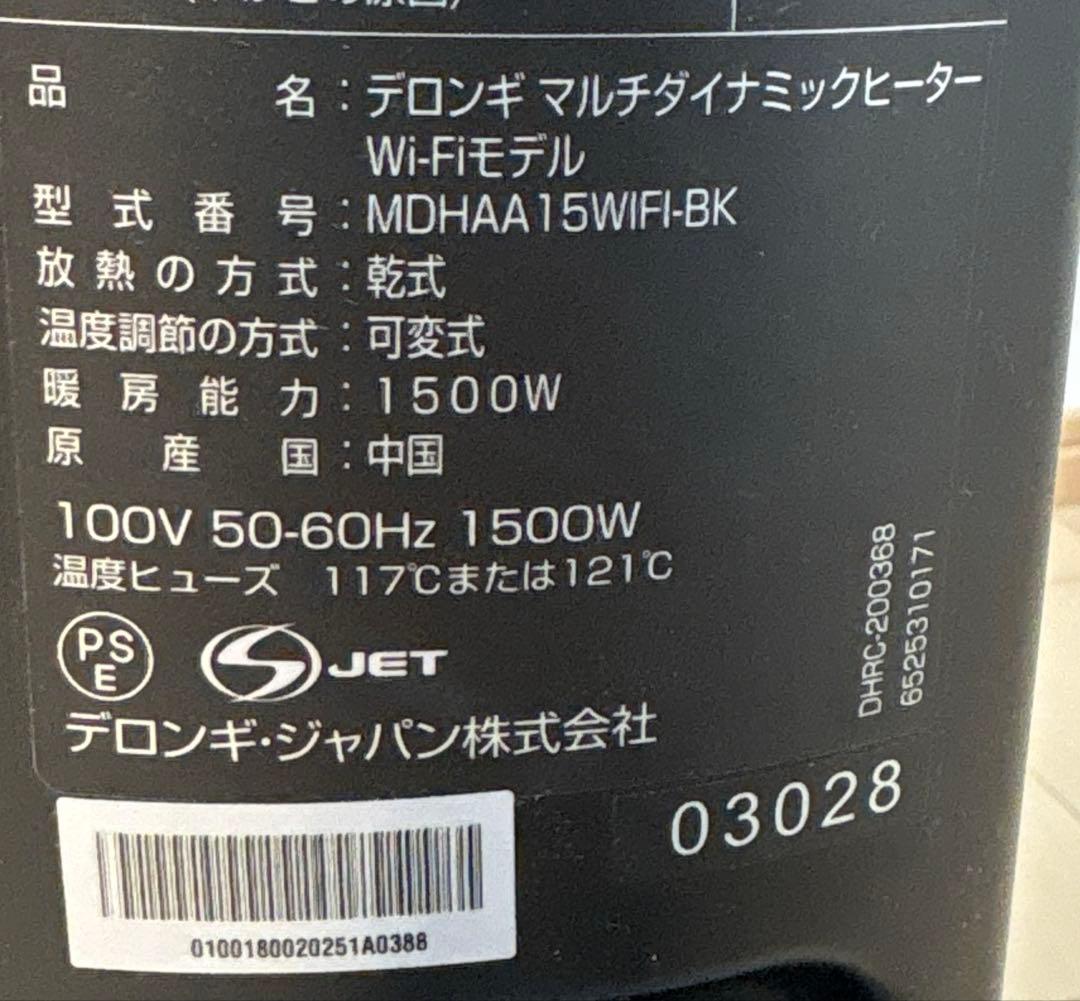 品名：デロンギ マルチダイナミックヒーター
Wi-Fiモデル
型式番号：MDHAA15WIFI-BK
放熱の方式：乾式
温度調節の方式：可変式
暖房能力：1500W
原産国：中国
100V 50-60Hz 1500W
温度ヒューズ 117℃または121℃
PSE
S JET
デロンギ・ジャパン株式会社
DHRC-200368
6525310171
03028
0100180020251A0388